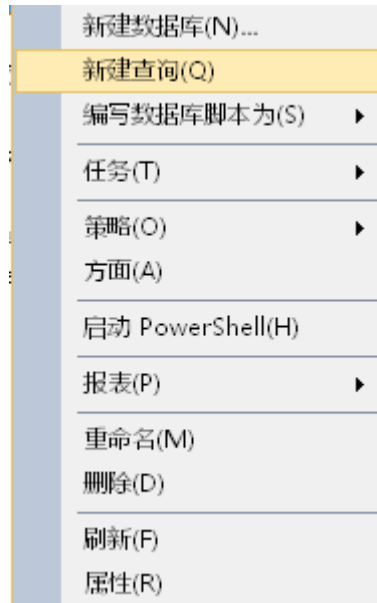 新建数据库(N)...
新建查询(Q)
编写数据库脚本为(S)
任务(T)
策略(O)
方面(A)
启动 PowerShell(H)
报表(P)
重命名(M)
删除(D)
刷新(F)
属性(R)